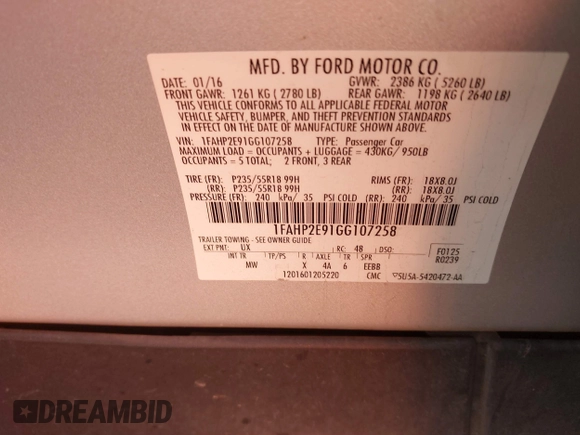 MFD. BY FORD MOTOR CO.
DATE: 01/16 GVWR: 2386 KG ( 5260 LB)
FRONT GAWR: 1261 KG ( 2780 LB) REAR GAWR: 1198 KG ( 2640 LB)
THIS VEHICLE CONFORMS TO ALL APPLICABLE FEDERAL MOTOR
VEHICLE SAFETY, BUMPER, AND THEFT PREVENTION STANDARDS
IN EFFECT ON THE DATE OF MANUFACTURE SHOWN ABOVE.
VIN: 1FAHP2E91GG107258 TYPE: Passenger Car
MAXIMUM LOAD = OCCUPANTS + LUGGAGE = 430KG/ 950LB
OCCUPANTS = 5 TOTAL; 2 FRONT, 3 REAR
TIRE (FR): P235/55R18 99H RIMS (FR): 18X8.0J
(RR): P235/55R18 99H (RR): 18X8.0J
PRESSURE (FR) FR: 240 kPa/ 35 PSI COLD (RR) RR: 240 kPa/ 35 PSI COLD
1FAHP2E91GG107258
TRAILER TOWING - SEE OWNER GUIDE
EXT PNT: UX RC: 48 DSO: F0125
R0239
INT TR TP/PS R AXLE TR SPR
MW X 4A 6 EEBB
1201601205220 CMC 5U5A-5420472-AA
DREAMBID